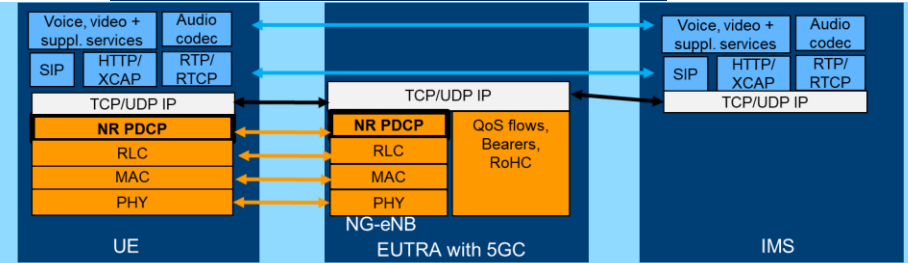 Voice, video +
suppl. services
Audio
codec
SIP
HTTP/
XCAP
RTP/
RTCP
TCP/UDP IP
NR PDCP
RLC
MAC
PHY
UE
TCP/UDP IP
NR PDCP
RLC
MAC
PHY
QoS flows,
Bearers,
RoHC
NG-eNB
EUTRA with 5GC
Voice, video +
suppl. services
Audio
codec
SIP
HTTP/
XCAP
RTP/
RTCP
TCP/UDP IP
IMS